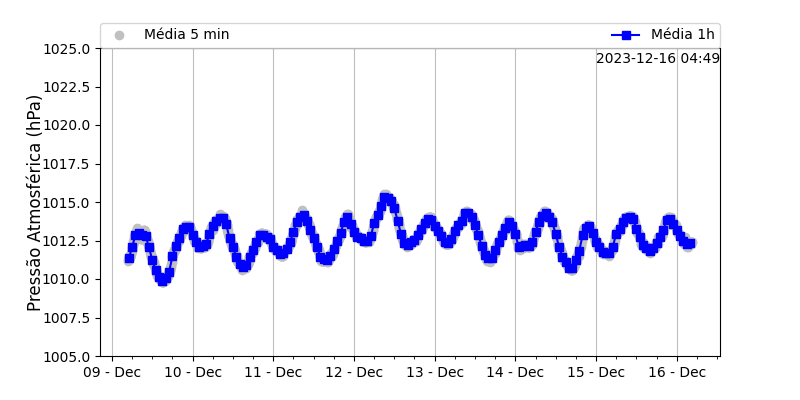 Média 5 min
Média 1h
2023-12-16 04:49
Pressão Atmosférica (hPa)
1025.0
1022.5
1020.0
1017.5
1015.0
1012.5
1010.0
1007.5
1005.0
09 - Dec
10 - Dec
11 - Dec
12 - Dec
13 - Dec
14 - Dec
15 - Dec
16 - Dec